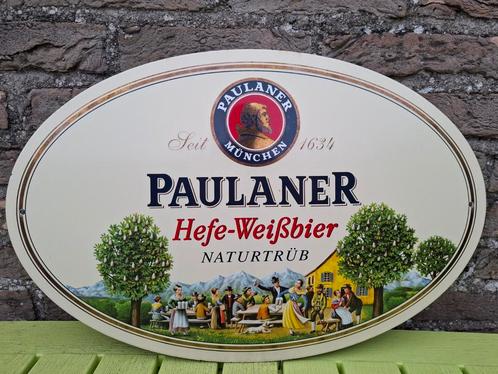 PAULANER
MÜNCHEN
Seit 1634
PAULANER
Hefe-Weißbier
NATURTRÜB